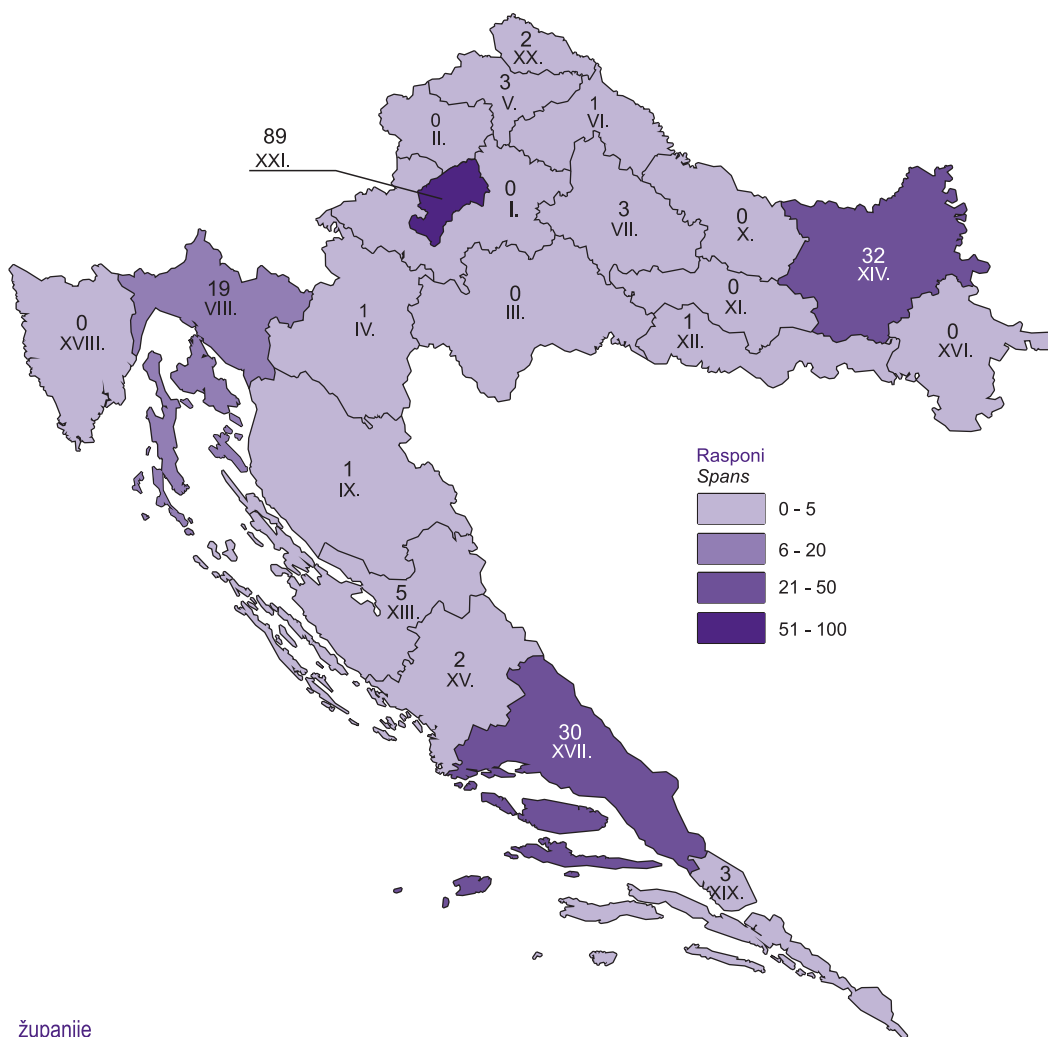 2
XX.
3
V.
1
VI.
0
II.
89
XXI.
0
I.
3
VII.
0
X.
32
XIV.
19
VIII.
0
XVIII.
1
IV.
0
III.
0
XI.
1
XII.
0
XVI.
1
IX.
5
XIII.
2
XV.
30
XVII.
3
XIX.
Rasponi
Spans
0 - 5
6 - 20
21 - 50
51 - 100
županije